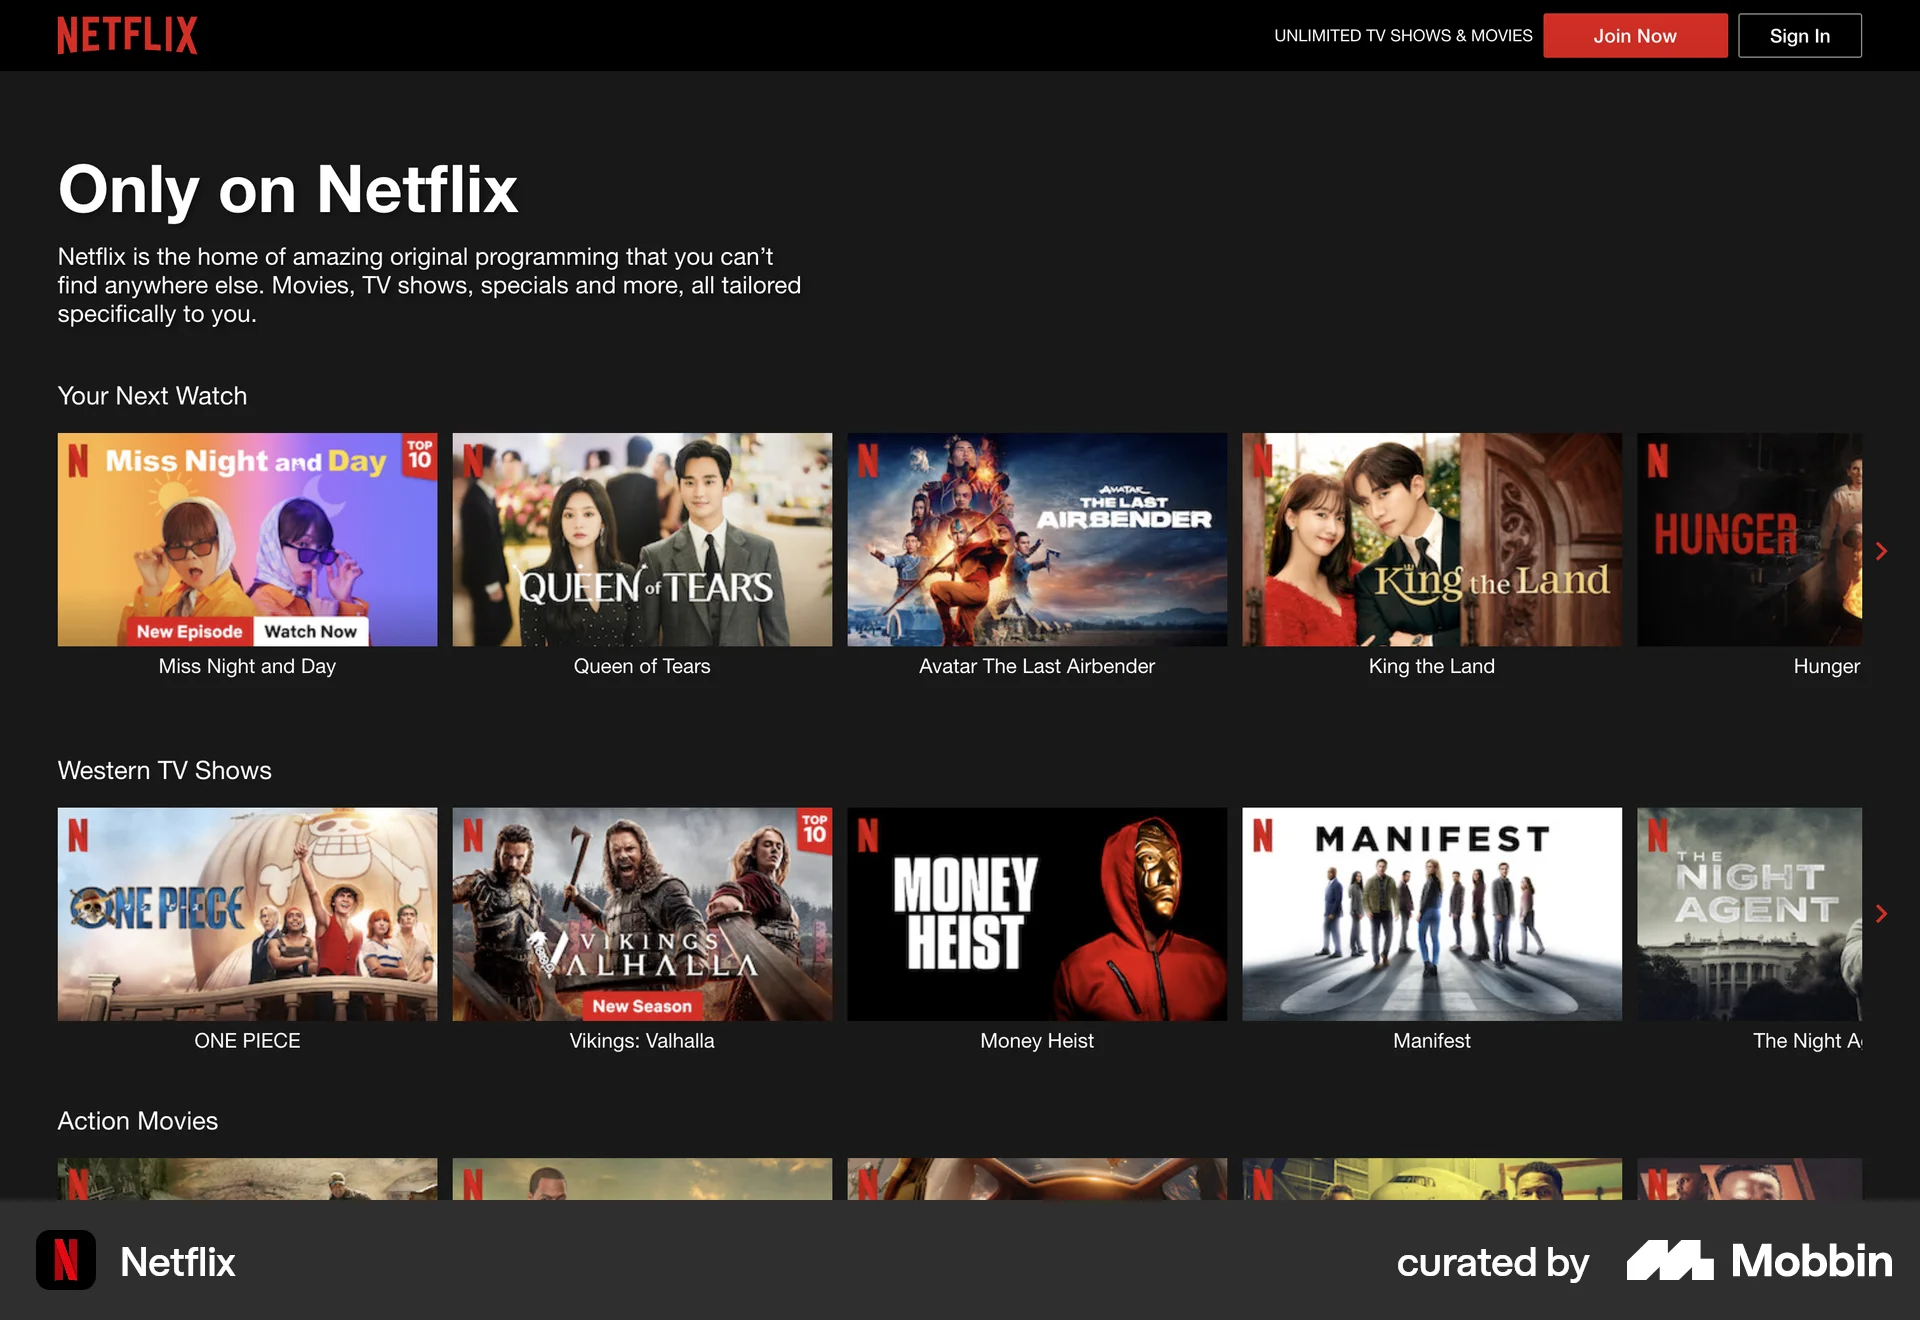 NETFLIX
UNLIMITED TV SHOWS & MOVIES
Join Now
Sign In
Only on Netflix
Netflix is the home of amazing original programming that you can’t
find anywhere else. Movies, TV shows, specials and more, all tailored
specifically to you.
Your Next Watch
N
Miss Night and Day
TOP
10
New Episode
Watch Now
N
QUEEN of TEARS
N
AVATAR
THE LAST
AIRBENDER
N
King the Land
N
HUNGER
Miss Night and Day
Queen of Tears
Avatar The Last Airbender
King the Land
Hunger
Western TV Shows
N
ONE PIECE
N
TOP
10
VIKINGS
VALHALLA
New Season
N
MONEY
HEIST
N
MANIFEST
N
THE
NIGHT
AGENT
ONE PIECE
Vikings: Valhalla
Money Heist
Manifest
The Night A
Action Movies
N
N
N
N
N
N
Netflix
curated by
Mobbin